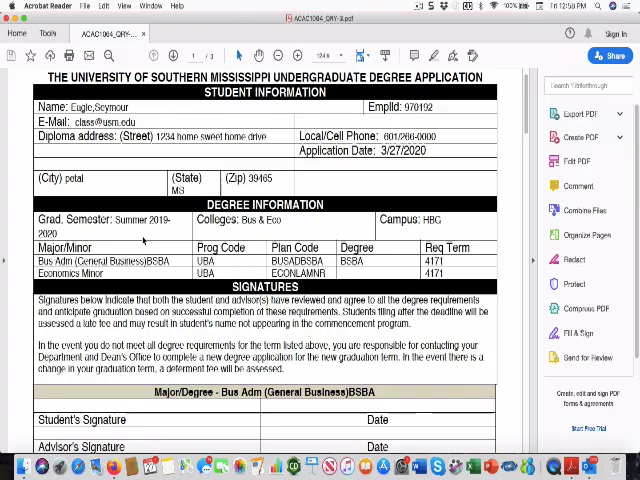 Acrobat Reader File Edit View Window Help 100% Fri 12:58 PM
ACAC1064_QRY-3.pdf
Home Tools ACAC1064_QRY-... × Sign In
1 / 3 124% Share
THE UNIVERSITY OF SOUTHERN MISSISSIPPI UNDERGRADUATE DEGREE APPLICATION
STUDENT INFORMATION
Name: Eugle,Seymour EmplId: 970192
E-Mail: class@usm.edu
Diploma address: (Street) 1234 home sweet home drive Local/Cell Phone: 601/266-0000
Application Date: 3/27/2020
(City) petal (State) MS (Zip) 39465
DEGREE INFORMATION
Grad. Semester: Summer 2019-2020 Colleges: Bus & Eco Campus: HBG
Major/Minor Prog Code Plan Code Degree Req Term
Bus Adm (General Business)BSBA UBA BUSADBSBA BSBA 4171
Economics Minor UBA ECONLAMNR 4171
SIGNATURES
Signatures below indicate that both the student and advisor(s) have reviewed and agree to all the degree requirements
and anticipate graduation based on successful completion of these requirements. Students filing after the deadline will be
assessed a late fee and may result in student's name not appearing in the commencement program.
In the event you do not meet all degree requirements for the term listed above, you are responsible for contacting your
Department and Dean's Office to complete a new degree application for the new graduation term. In the event there is a
change in your graduation term, a deferment fee will be assessed.
Major/Degree - Bus Adm (General Business)BSBA
Student's Signature Date
Advisor's Signature Date
Search 'Strikethrough'
Export PDF
Create PDF
Edit PDF
Comment
Combine Files
Organize Pages
Redact
Protect
Compress PDF
Fill & Sign
Send for Review
Create, edit and sign PDF
forms & agreements
Start Free Trial